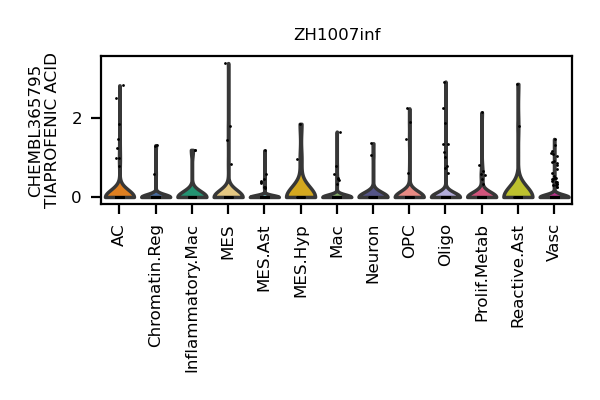 ZH1007inf
CHEMBL365795
TIAPROFENIC ACID
2
0
AC
Chromatin.Reg
Inflammatory.Mac
MES
MES.Ast
MES.Hyp
Mac
Neuron
OPC
Oligo
Prolif.Metab
Reactive.Ast
Vasc